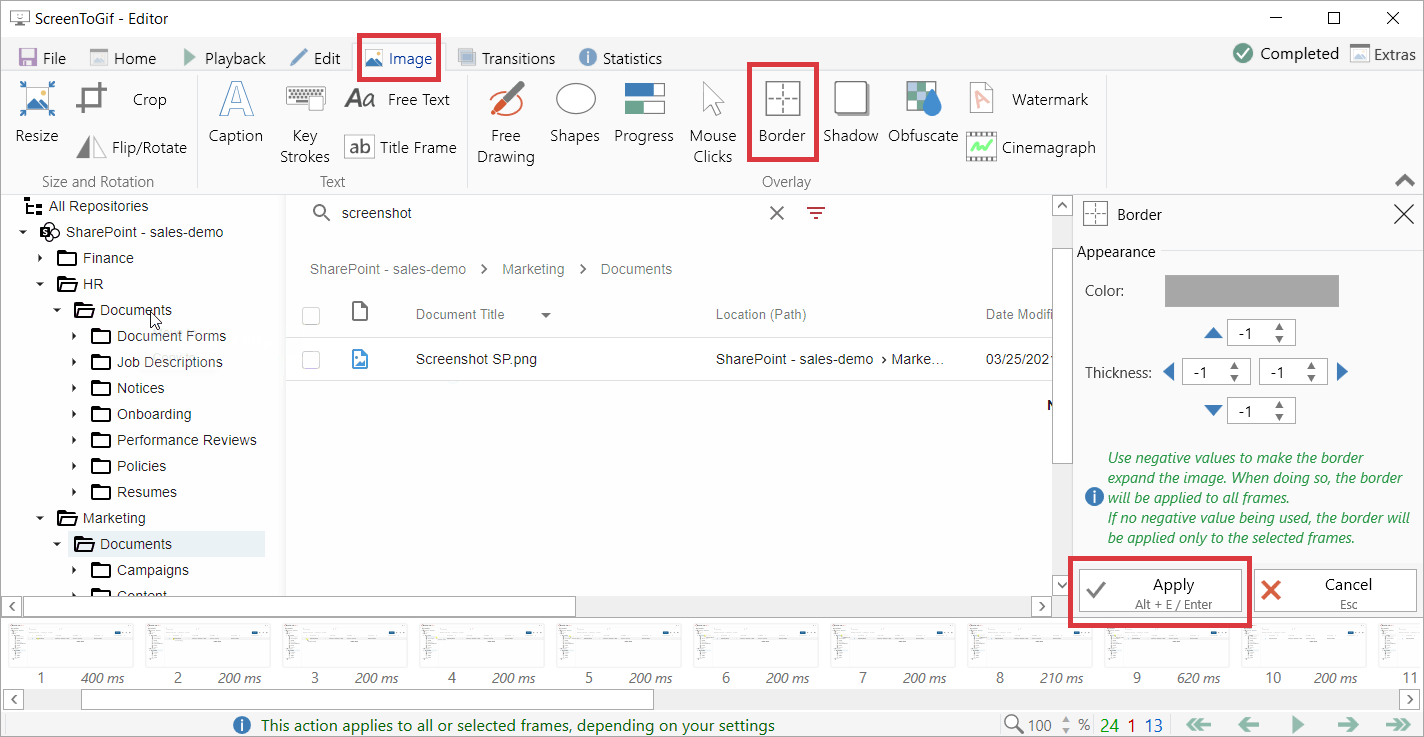 ScreenToGif - Editor
File Home Playback Edit Image Transitions Statistics Completed Extras
Resize Crop Flip/Rotate
Size and Rotation
Aa
ab
Caption Key Strokes Free Text Title Frame
Text
Free Drawing Shapes Progress Mouse Clicks Border Shadow Obfuscate Watermark Cinemagraph
Overlay
All Repositories
SharePoint - sales-demo
Finance
HR
Documents
Document Forms
Job Descriptions
Notices
Onboarding
Performance Reviews
Policies
Resumes
Marketing
Documents
Campaigns
Content
screenshot
SharePoint - sales-demo > Marketing > Documents
Document Title Location (Path) Date Modifi
Screenshot SP.png SharePoint - sales-demo > Marke... 03/25/2021
Border
Appearance
Color:
-1
Thickness: -1 -1
-1
Use negative values to make the border
expand the image. When doing so, the border
will be applied to all frames.
If no negative value being used, the border will
be applied only to the selected frames.
Apply
Alt + E / Enter
Cancel
Esc
1 400 ms 2 200 ms 3 200 ms 4 200 ms 5 200 ms 6 200 ms 7 200 ms 8 210 ms 9 620 ms 10 200 ms 11
This action applies to all or selected frames, depending on your settings
100 % 24 1 13